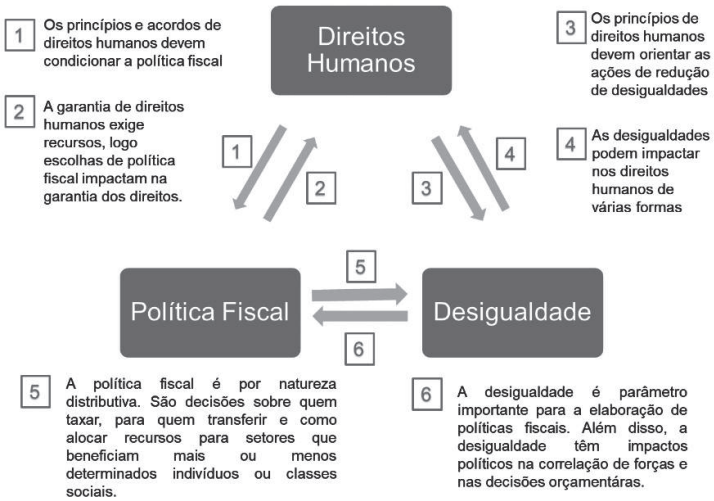 1
Os princípios e acordos de
direitos humanos devem
condicionar a política fiscal
2
A garantia de direitos
humanos exige
recursos, logo
escolhas de política
fiscal impactam na
garantia dos direitos.
Direitos
Humanos
3
Os princípios de
direitos humanos
devem orientar as
ações de redução
de desigualdades
4
As desigualdades
podem impactar
nos direitos
humanos de
várias formas
1
2
3
4
Política Fiscal
5
6
Desigualdade
5
A política fiscal é por natureza
distributiva. São decisões sobre quem
taxar, para quem transferir e como
alocar recursos para setores que
beneficiam mais ou menos
determinados indivíduos ou classes
sociais.
6
A desigualdade é parâmetro
importante para a elaboração de
políticas fiscais. Além disso, a
desigualdade têm impactos
políticos na correlação de forças e
nas decisões orçamentáras.